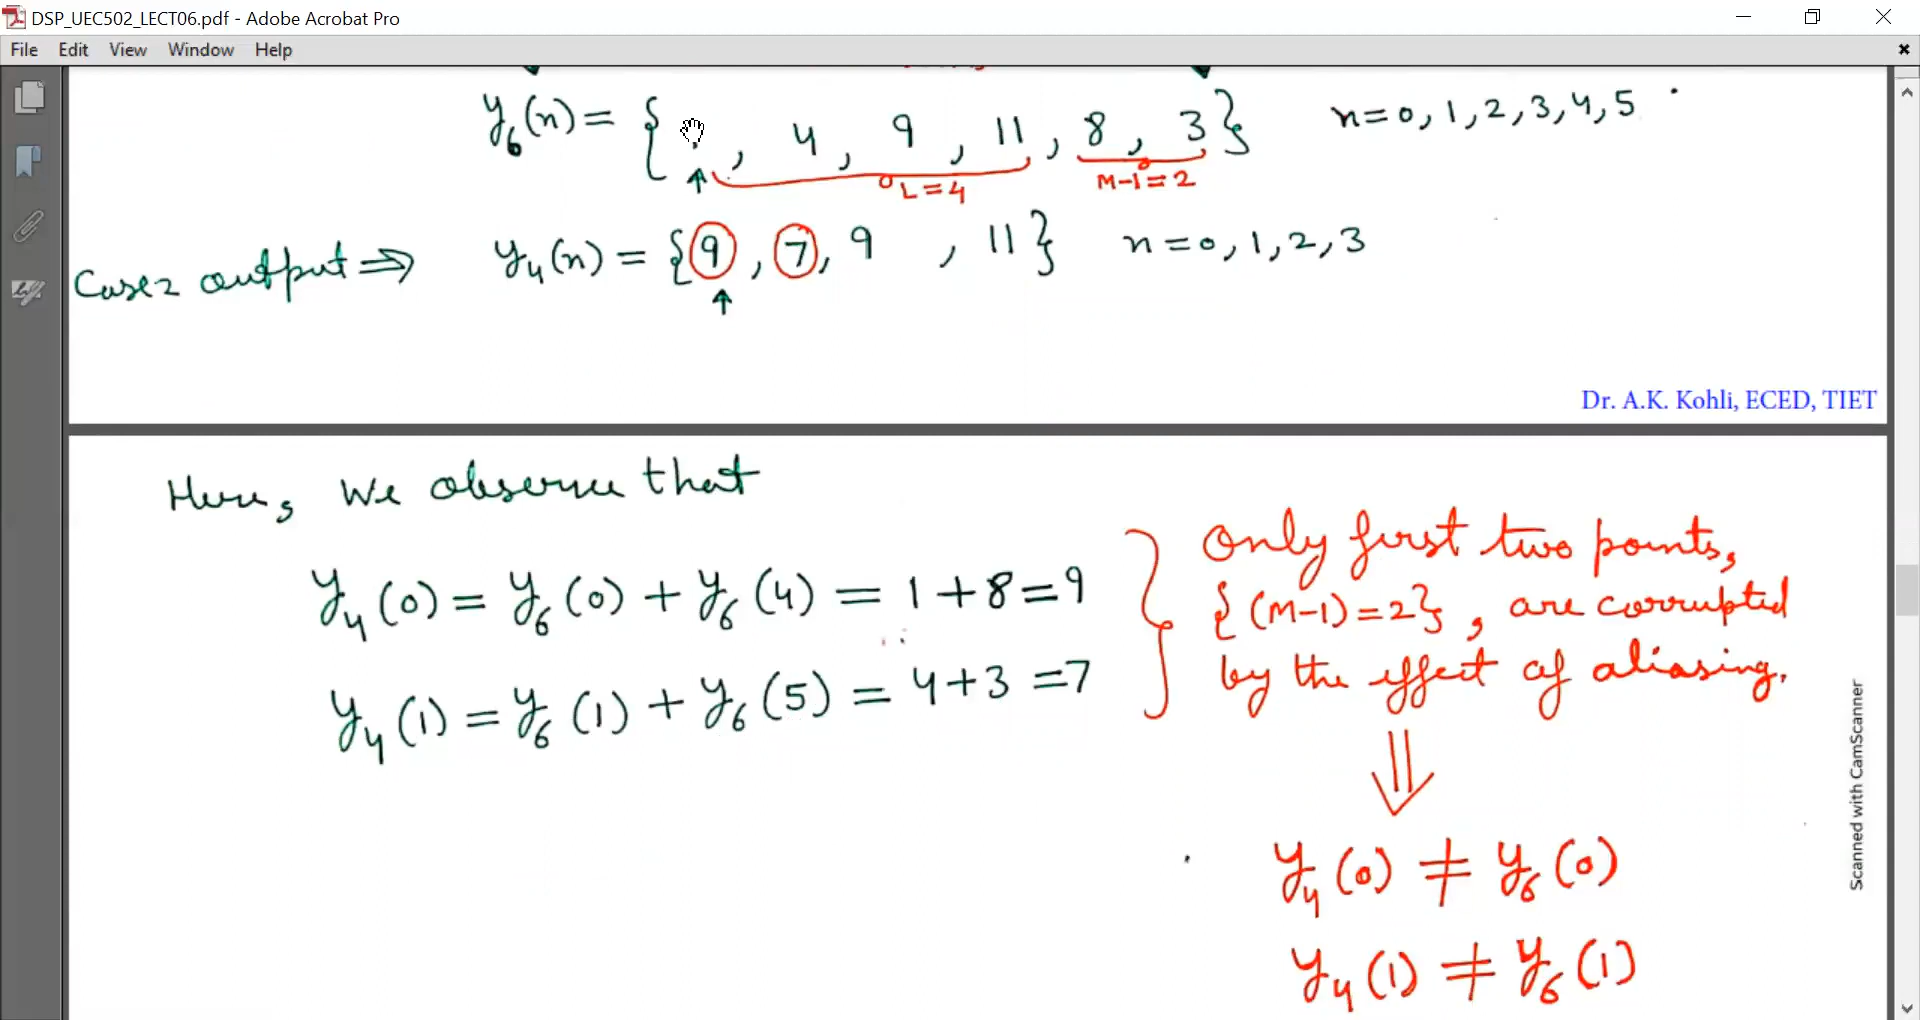 DSP_UEC502_LECT06.pdf - Adobe Acrobat Pro
File Edit View Window Help
y₆(n) = { , 4, 9, 11, 8, 3} n=0,1,2,3,4,5
L=4 M-1=2
Case2 output ⇒ y₄(n) = {9, 7, 9, 11} n=0,1,2,3
↑
Dr. A.K. Kohli, ECED, TIET
Here, We observe that
y₄(0) = y₆(0) + y₆(4) = 1+8=9
y₄(1) = y₆(1) + y₆(5) = 4+3=7
Only first two points,
{(M-1)=2}, are corrupted
by the effect of aliasing.
⇓
y₄(0) ≠ y₆(0)
y₄(1) ≠ y₆(1)
Scanned with CamScanner